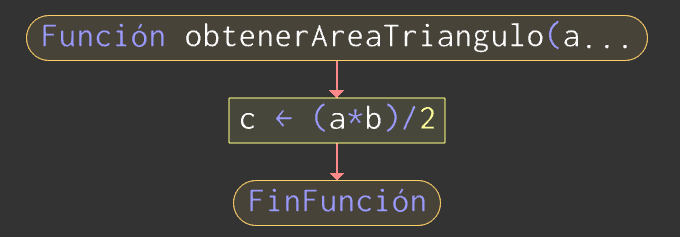 Función obtenerAreaTriangulo(a...
c ← (a*b)/2
FinFunción